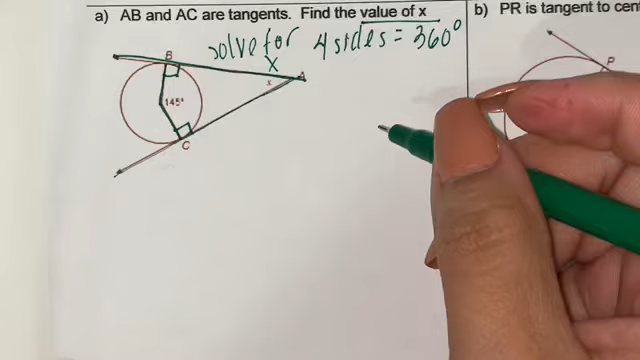 a) AB and AC are tangents. Find the value of x
b) PR is tangent to cent
solve for x
4 sides = 360°
B
A
x
145°
C
P